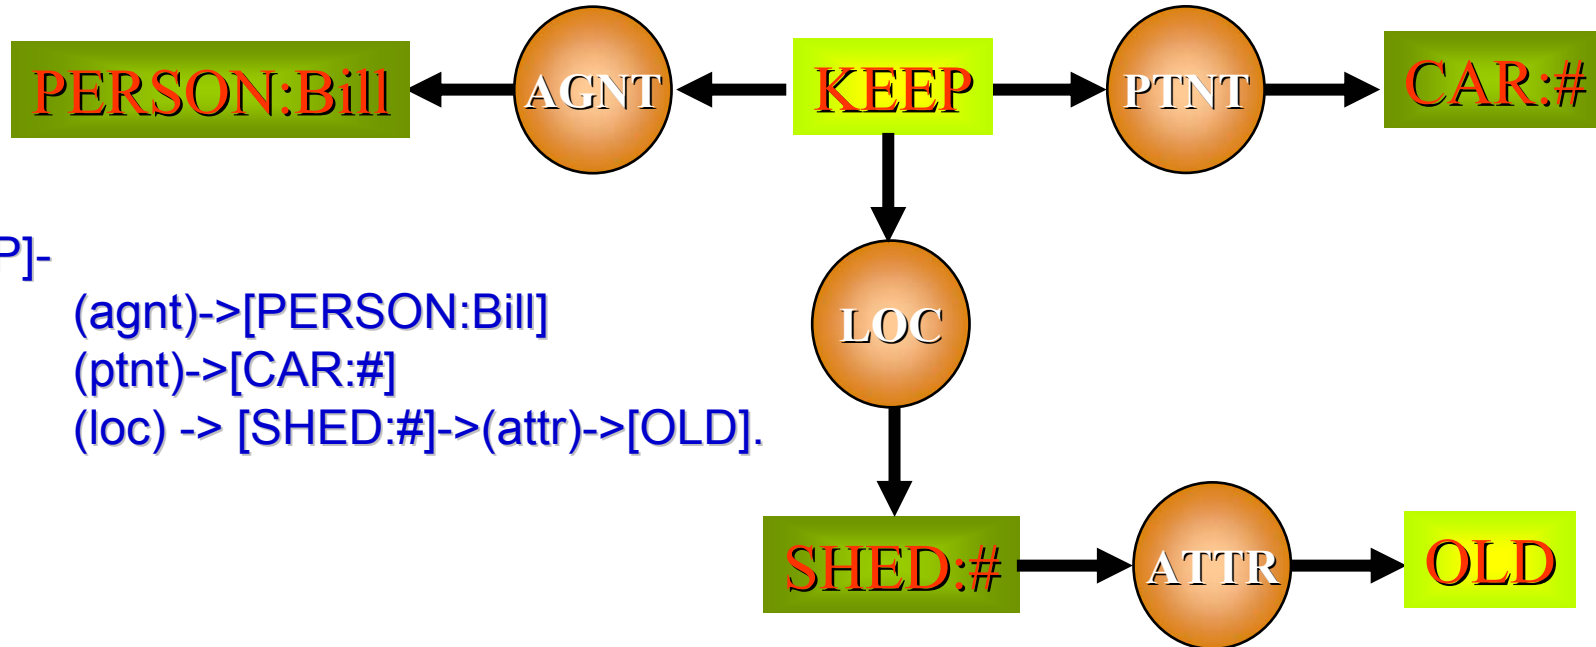 PERSON:Bill AGNT KEEP PTNT CAR:#
P]-
(agnt)->[PERSON:Bill]
(ptnt)->[CAR:#]
(loc) -> [SHED:#]->(attr)->[OLD].
LOC
SHED:# ATTR OLD